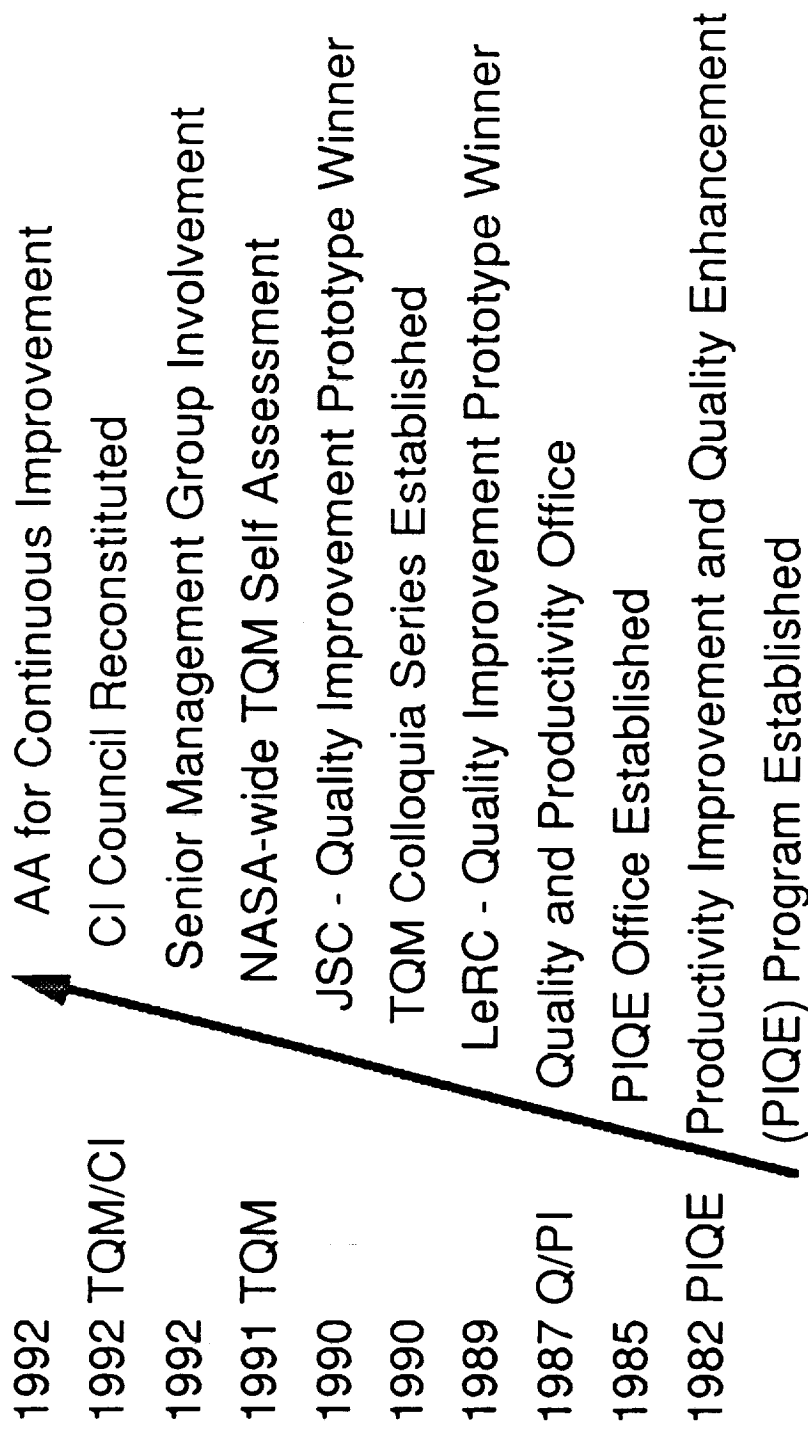 1992 AA for Continuous Improvement
1992 TQM/CI CI Council Reconstituted
1992 Senior Management Group Involvement
1991 TQM NASA-wide TQM Self Assessment
1990 JSC - Quality Improvement Prototype Winner
1990 TQM Colloquia Series Established
1989 LeRC - Quality Improvement Prototype Winner
1987 Q/PI Quality and Productivity Office
1985 PIQE Office Established
1982 PIQE Productivity Improvement and Quality Enhancement
(PIQE) Program Established